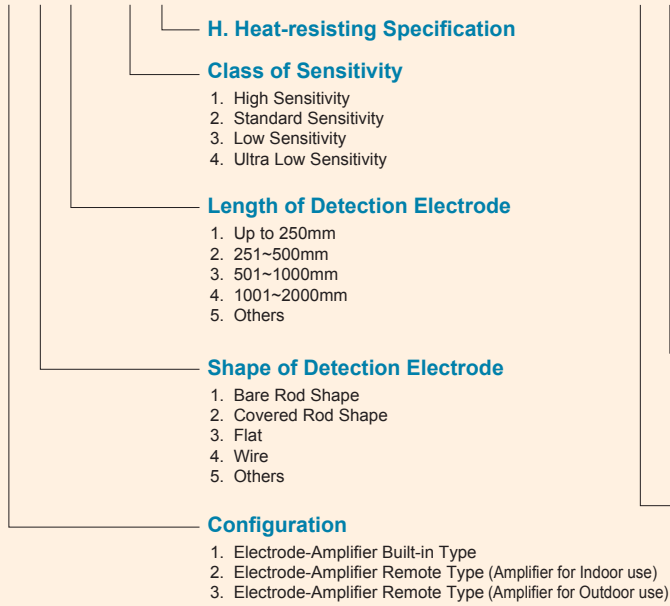 H. Heat-resisting Specification
Class of Sensitivity
1. High Sensitivity
2. Standard Sensitivity
3. Low Sensitivity
4. Ultra Low Sensitivity
Length of Detection Electrode
1. Up to 250mm
2. 251~500mm
3. 501~1000mm
4. 1001~2000mm
5. Others
Shape of Detection Electrode
1. Bare Rod Shape
2. Covered Rod Shape
3. Flat
4. Wire
5. Others
Configuration
1. Electrode-Amplifier Built-in Type
2. Electrode-Amplifier Remote Type (Amplifier for Indoor use)
3. Electrode-Amplifier Remote Type (Amplifier for Outdoor use)